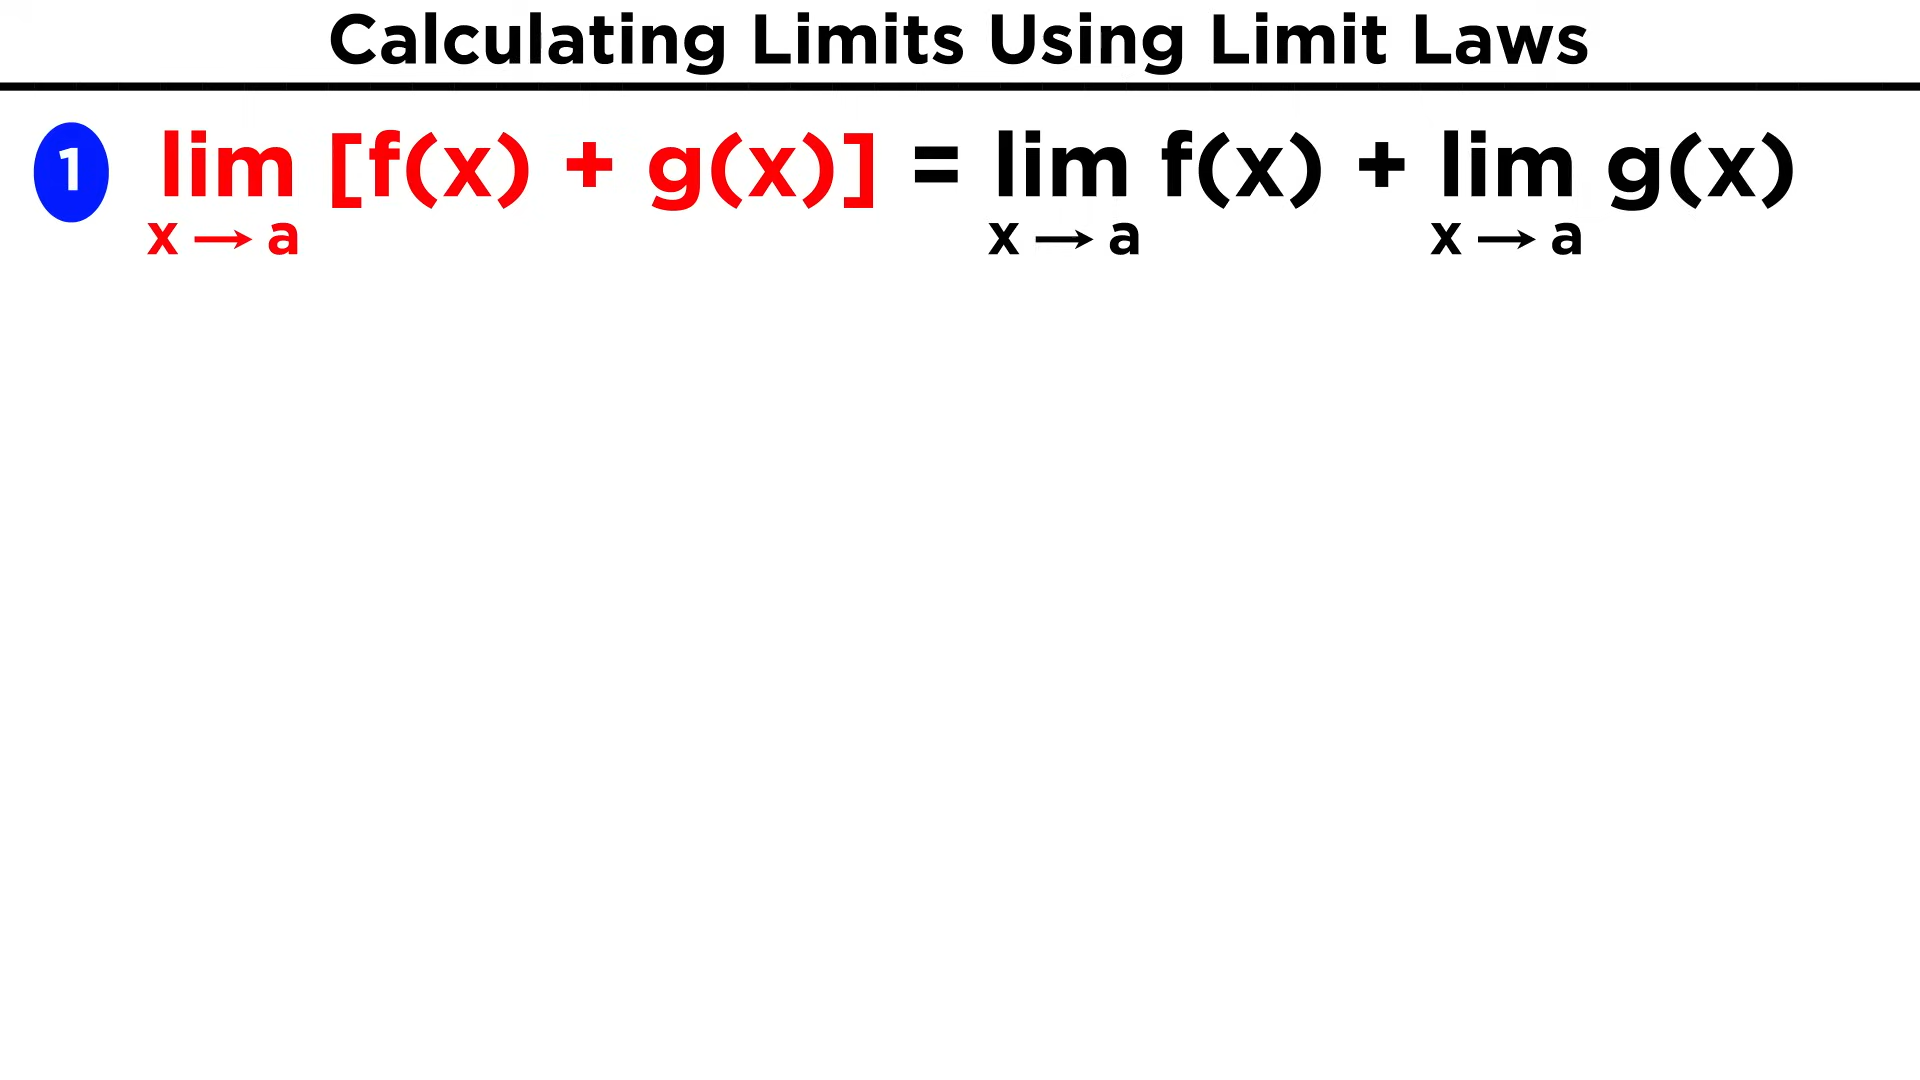 Calculating Limits Using Limit Laws
1 lim [f(x) + g(x)] = lim f(x) + lim g(x)
x → a x → a x → a